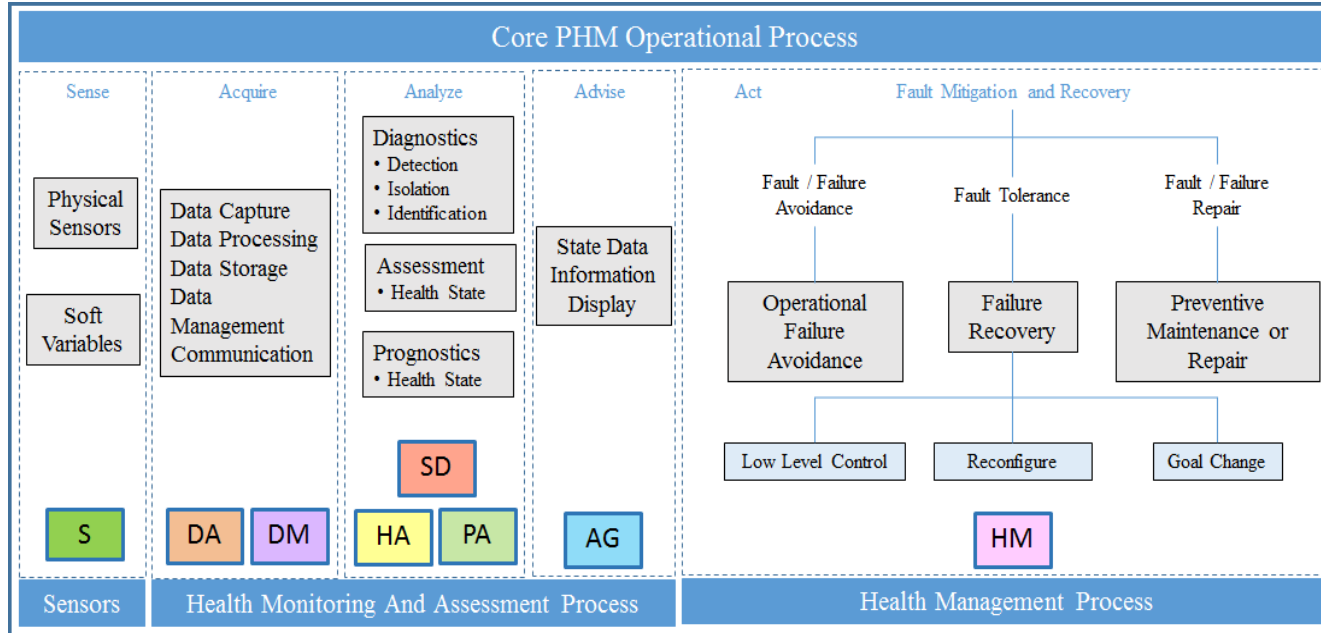 Core PHM Operational Process
Sense
Physical
Sensors
Soft
Variables
S
Sensors
Acquire
Data Capture
Data Processing
Data Storage
Data
Management
Communication
DA
DM
Analyze
Diagnostics
• Detection
• Isolation
• Identification
Assessment
• Health State
Prognostics
• Health State
SD
HA
PA
Advise
State Data
Information
Display
AG
Health Monitoring And Assessment Process
Act
Fault Mitigation and Recovery
Fault / Failure
Avoidance
Fault Tolerance
Fault / Failure
Repair
Operational
Failure
Avoidance
Failure
Recovery
Preventive
Maintenance or
Repair
Low Level Control
Reconfigure
Goal Change
HM
Health Management Process